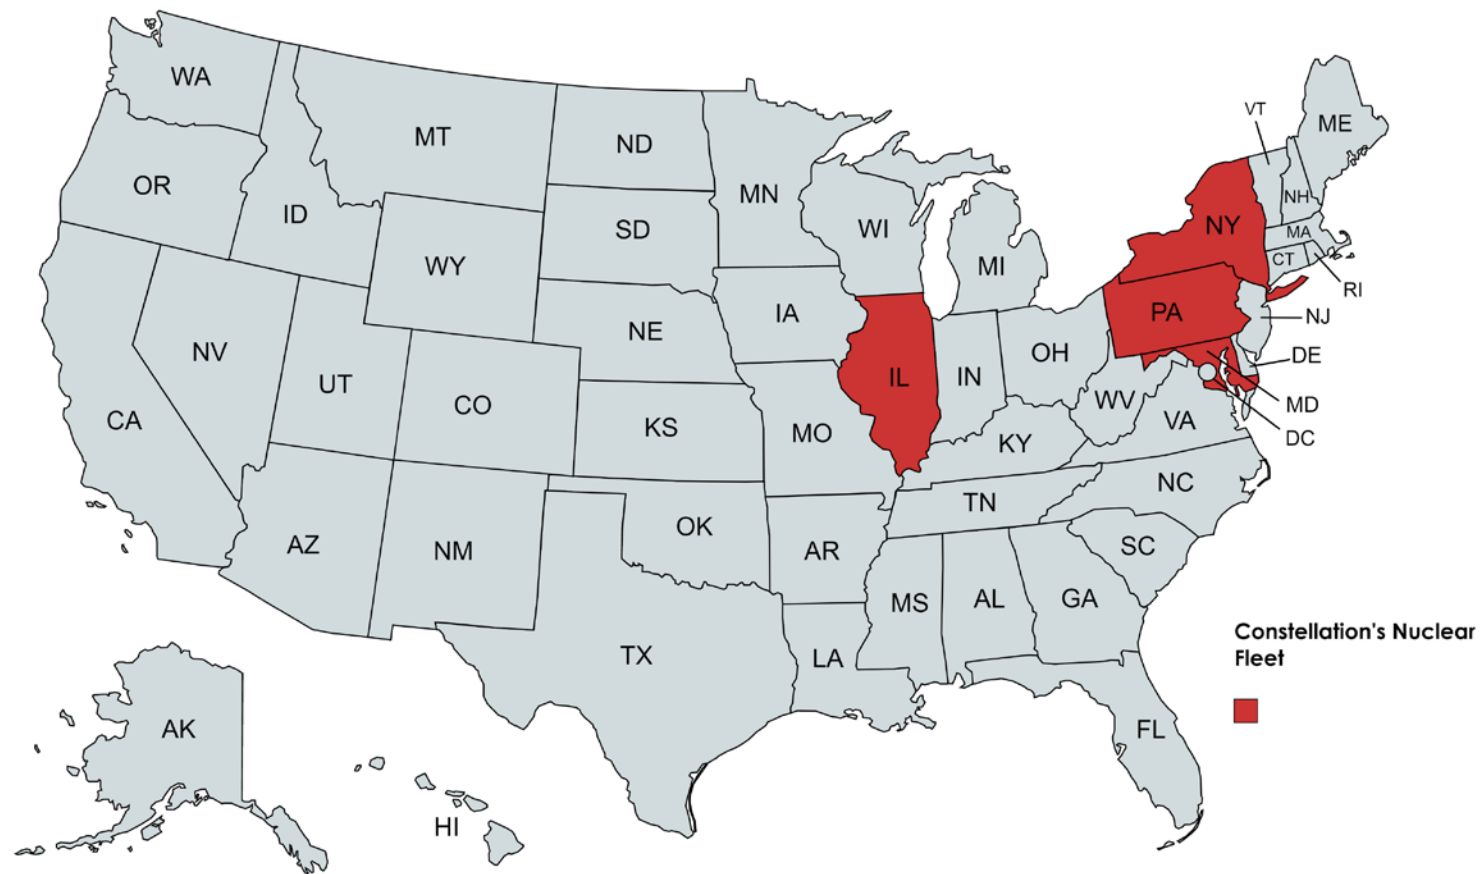 WA
MT
ND
MN
VT
ME
OR
ID
SD
WI
MI
NY
NH
MA
CT
RI
WY
IA
PA
NJ
NV
UT
CO
NE
IL
IN
OH
DE
CA
KS
MO
KY
WV
VA
MD
DC
AZ
NM
OK
AR
TN
NC
SC
MS
AL
GA
TX
LA
FL
AK
HI
Constellation's Nuclear
Fleet